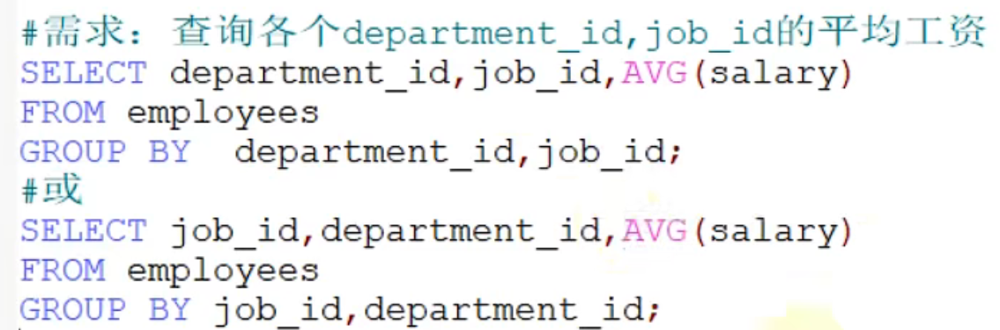 #需求：查询各个department_id,job_id的平均工资
SELECT department_id,job_id,AVG(salary)
FROM employees
GROUP BY  department_id,job_id;
#或
SELECT job_id,department_id,AVG(salary)
FROM employees
GROUP BY job_id,department_id;